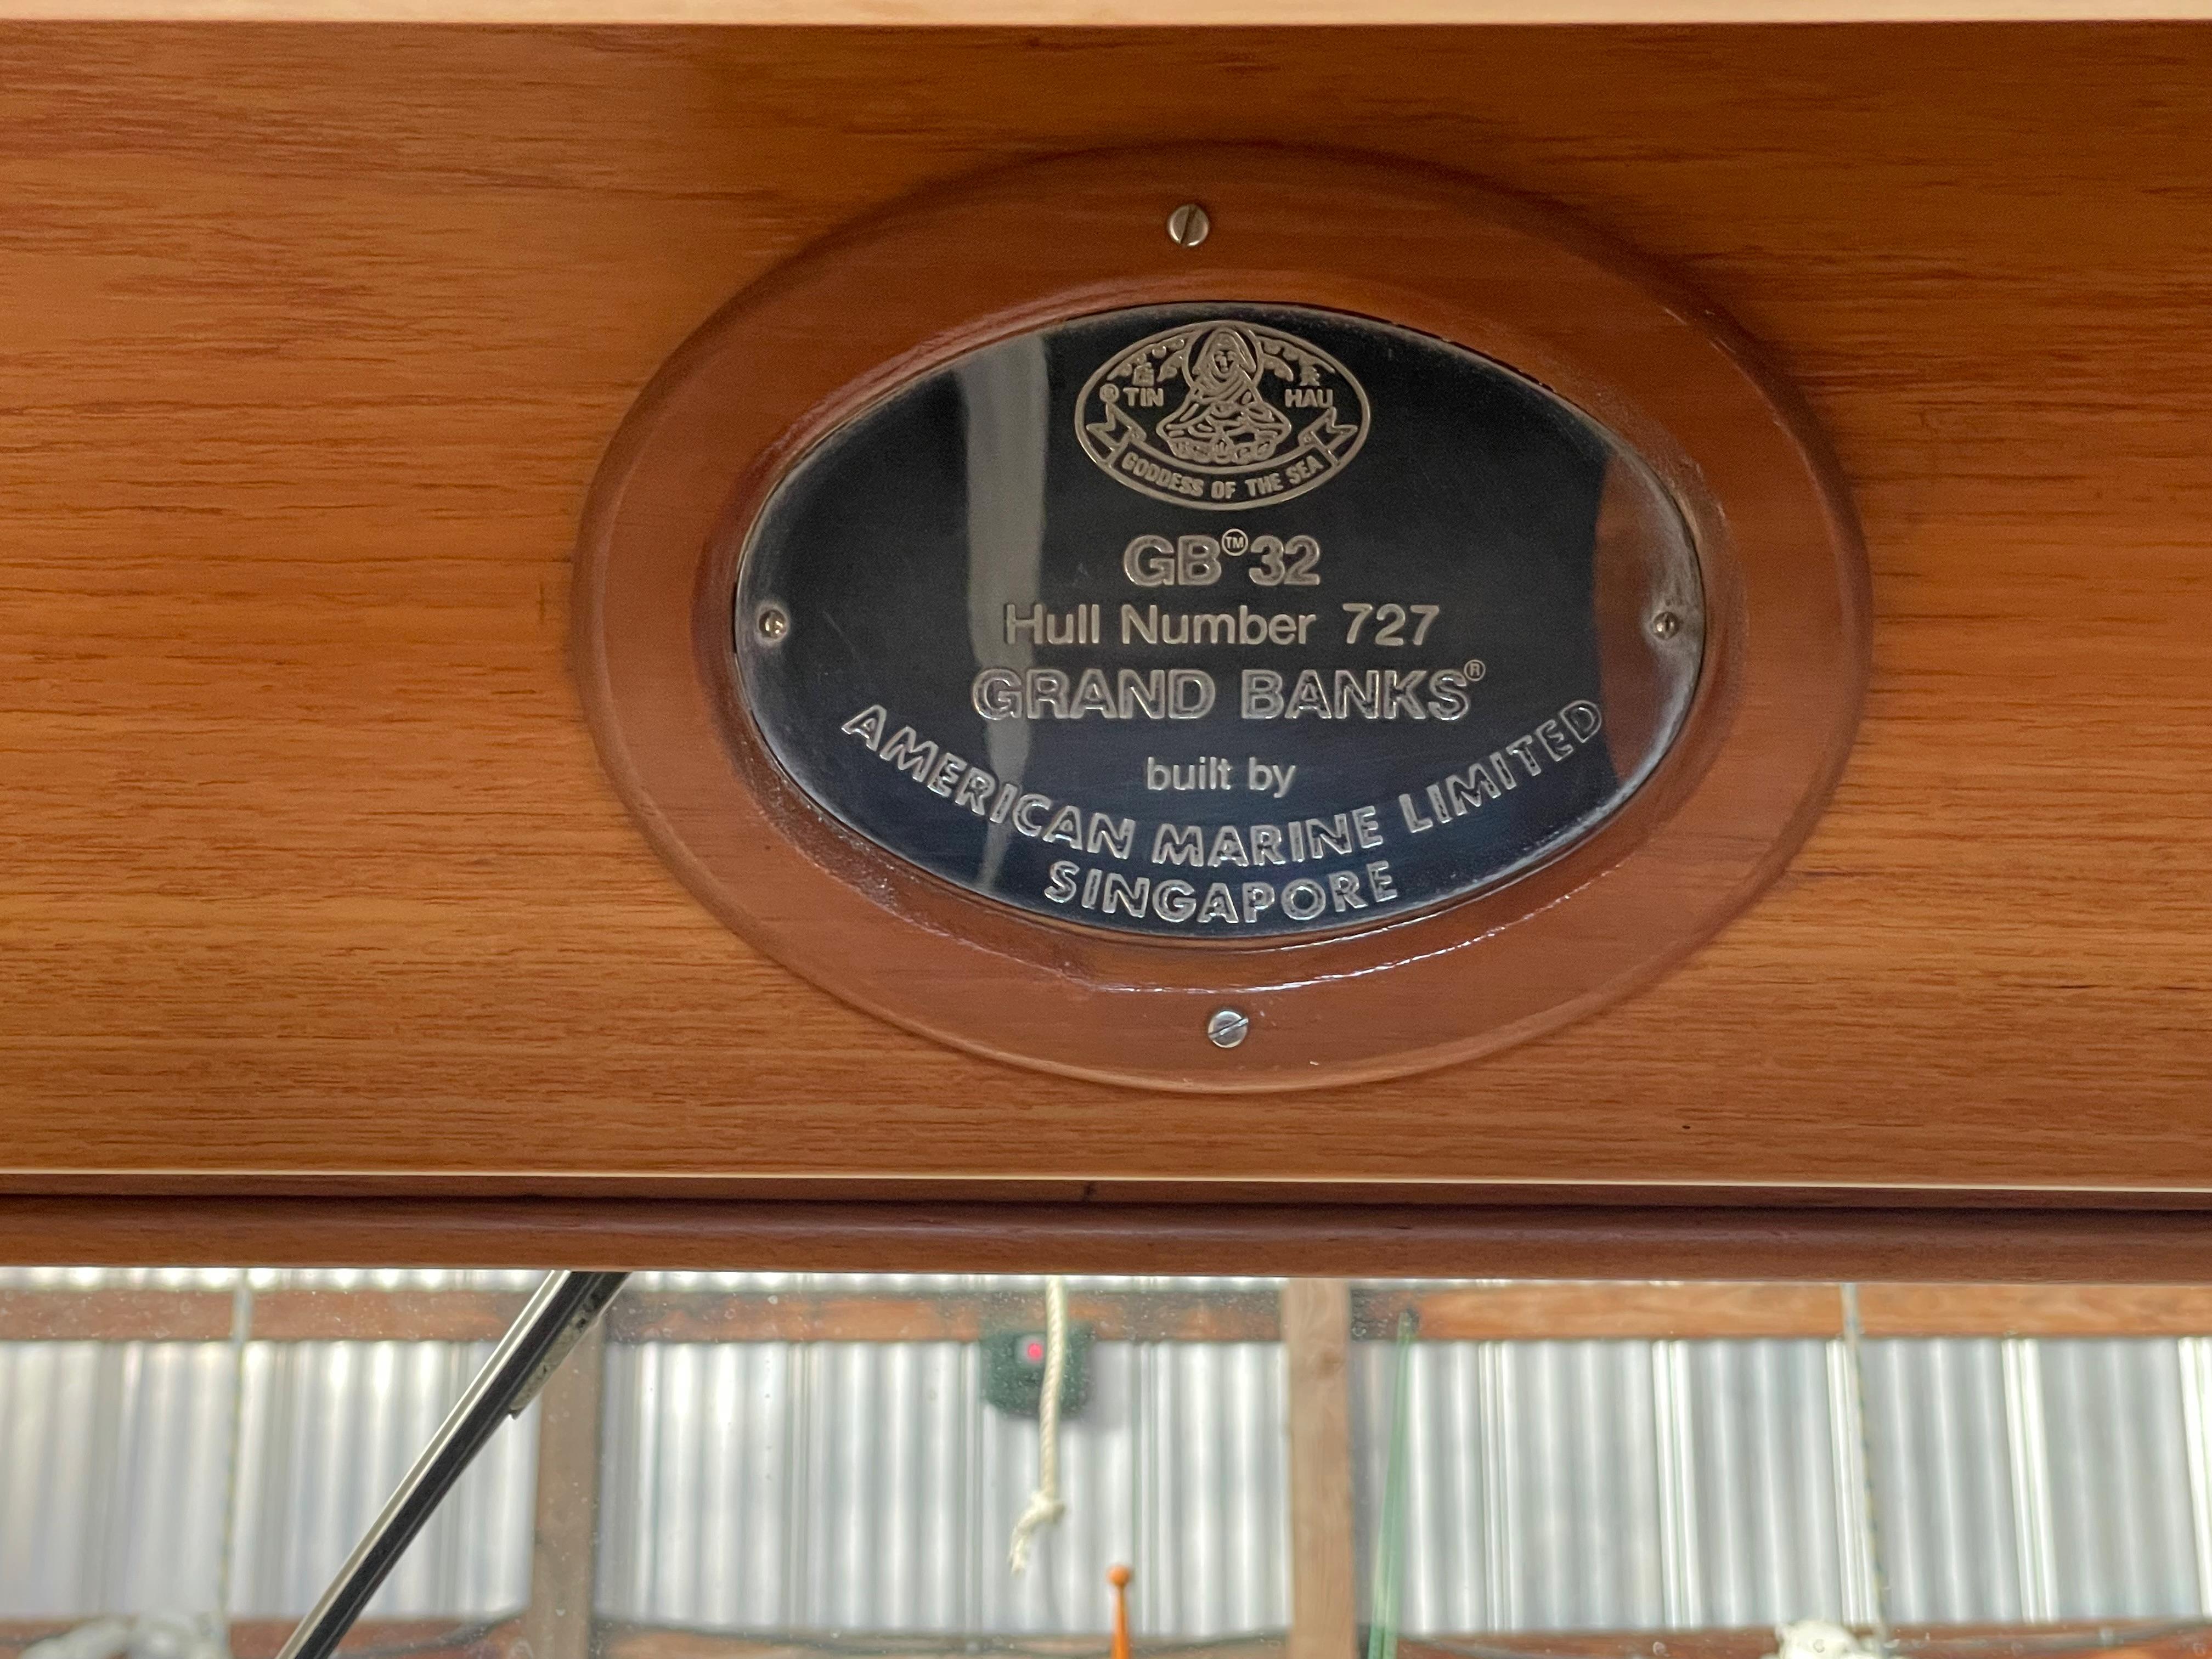 ® TIN HAU
GODDESS OF THE SEA
GB™32
Hull Number 727
GRAND BANKS®
built by
AMERICAN MARINE LIMITED
SINGAPORE